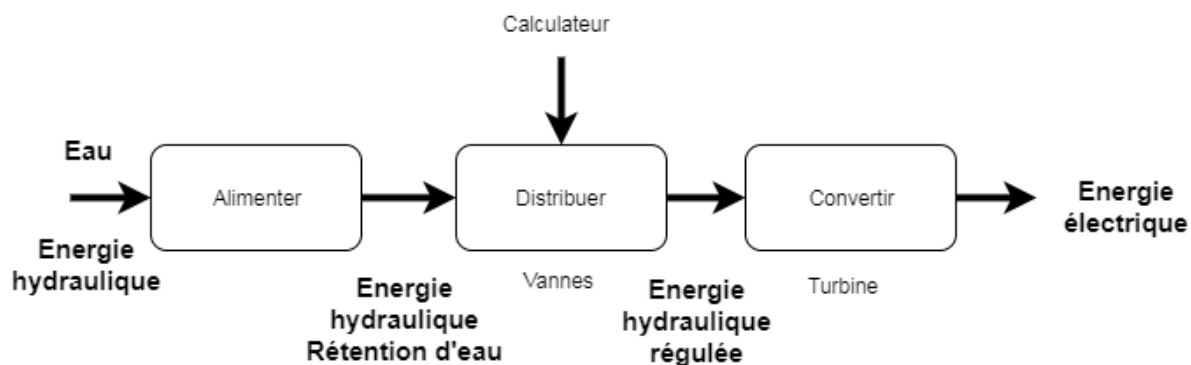 Calculateur
Eau
Alimenter
Distribuer
Convertir
Energie
électrique
Energie
hydraulique
Energie
hydraulique
Rétention d'eau
Vannes
Energie
hydraulique
régulée
Turbine